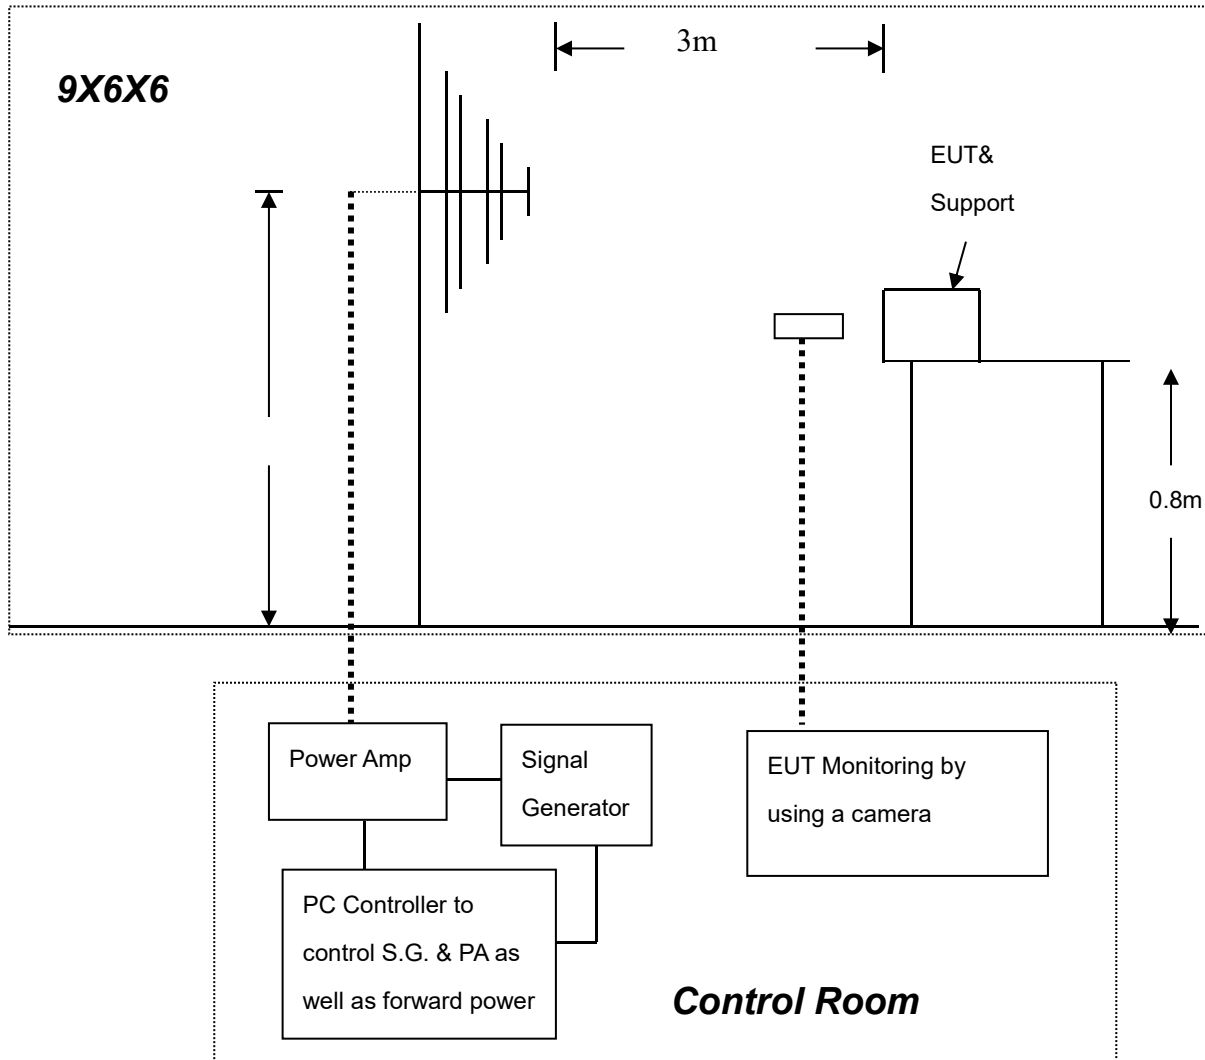 3m
9X6X6
EUT&
Support
0.8m
Power Amp
Signal
Generator
EUT Monitoring by
using a camera
PC Controller to
control S.G. & PA as
well as forward power
Control Room